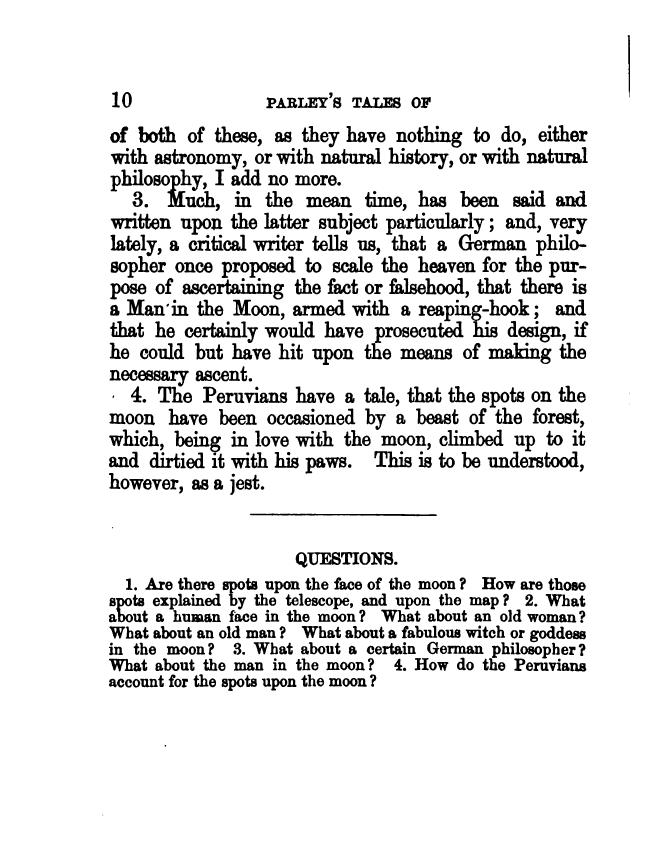 10 PARLEY'S TALES OF
of both of these, as they have nothing to do, either
with astronomy, or with natural history, or with natural
philosophy, I add no more.
3. Much, in the mean time, has been said and
written upon the latter subject particularly; and, very
lately, a critical writer tells us, that a German philo-
sopher once proposed to scale the heaven for the pur-
pose of ascertaining the fact or falsehood, that there is
a Man in the Moon, armed with a reaping-hook; and
that he certainly would have prosecuted his design, if
he could but have hit upon the means of making the
necessary ascent.
4. The Peruvians have a tale, that the spots on the
moon have been occasioned by a beast of the forest,
which, being in love with the moon, climbed up to it
and dirtied it with his paws. This is to be understood,
however, as a jest.
QUESTIONS.
1. Are there spots upon the face of the moon? How are those
spots explained by the telescope, and upon the map? 2. What
about a human face in the moon? What about an old woman?
What about an old man? What about a fabulous witch or goddess
in the moon? 3. What about a certain German philosopher?
What about the man in the moon? 4. How do the Peruvians
account for the spots upon the moon?